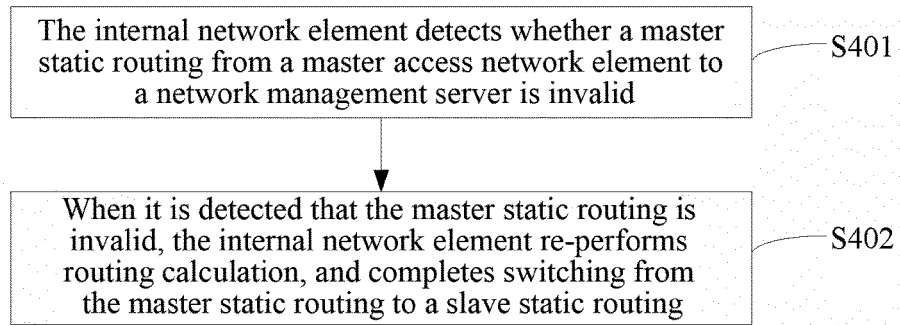 The internal network element detects whether a master
static routing from a master access network element to
a network management server is invalid
S401
When it is detected that the master static routing is
invalid, the internal network element re-performs
routing calculation, and completes switching from
the master static routing to a slave static routing
S402